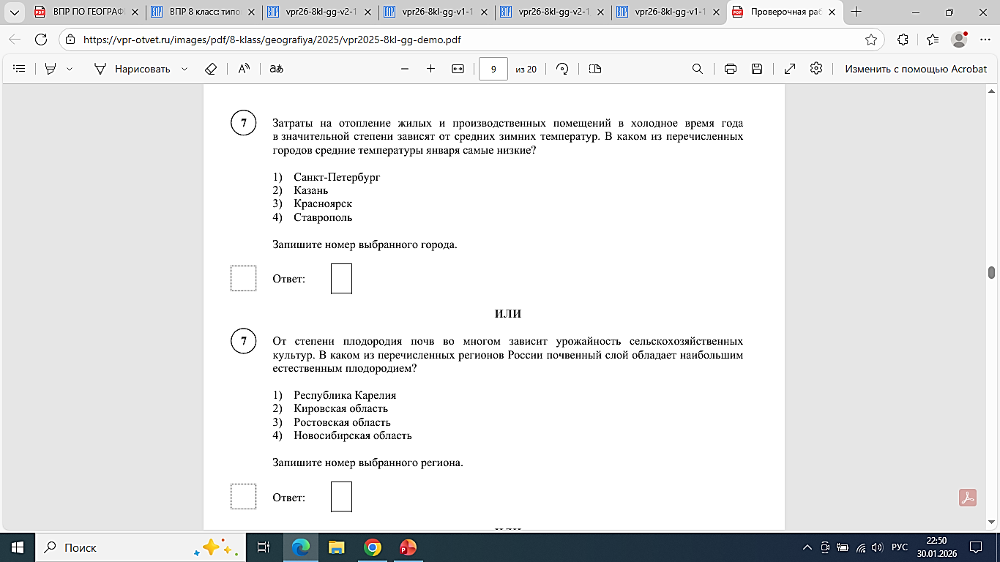 ВПР ПО ГЕОГРАФ
ВПР 8 класс: типо
vpr26-8kl-gg-v2-1
vpr26-8kl-gg-v1-1
vpr26-8kl-gg-v2-1
vpr26-8kl-gg-v1-1
Проверочная раб
https://vpr-otvet.ru/images/pdf/8-klass/geografiya/2025/vpr2025-8kl-gg-demo.pdf
Нарисовать
аあ
9 из 20
Изменить с помощью Acrobat
7 Затраты на отопление жилых и производственных помещений в холодное время года
в значительной степени зависят от средних зимних температур. В каком из перечисленных
городов средние температуры января самые низкие?
1) Санкт-Петербург
2) Казань
3) Красноярск
4) Ставрополь
Запишите номер выбранного города.
Ответ:
ИЛИ
7 От степени плодородия почв во многом зависит урожайность сельскохозяйственных
культур. В каком из перечисленных регионов России почвенный слой обладает наибольшим
естественным плодородием?
1) Республика Карелия
2) Кировская область
3) Ростовская область
4) Новосибирская область
Запишите номер выбранного региона.
Ответ:
ИЛИ
Поиск
РУС
22:50
30.01.2026